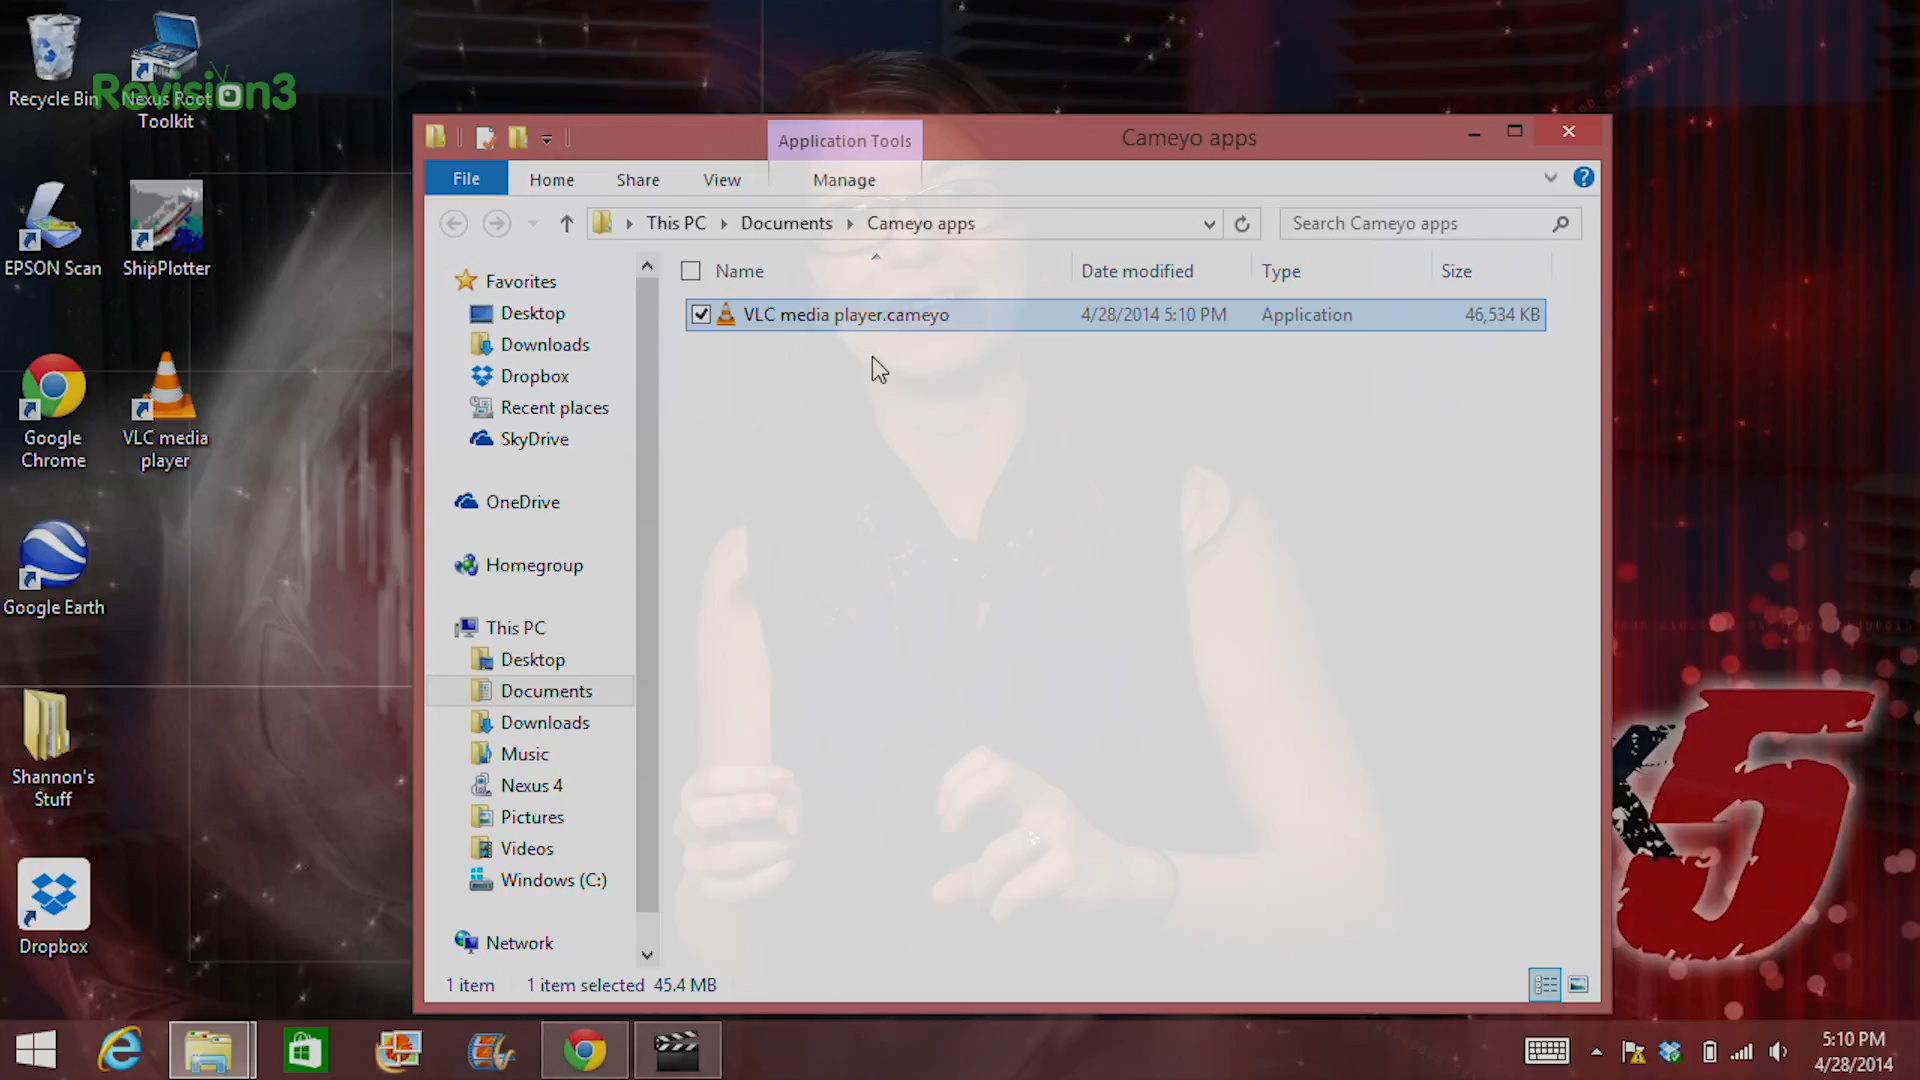 Recycle Bin
Nexus Root
Toolkit
Revision3
EPSON Scan
ShipPlotter
Google
Chrome
VLC media
player
Google Earth
Shannon's
Stuff
Dropbox
Application Tools
Cameyo apps
File
Home
Share
View
Manage
This PC
Documents
Cameyo apps
Search Cameyo apps
Name
Date modified
Type
Size
VLC media player.cameyo
4/28/2014 5:10 PM
Application
46,534 KB
Favorites
Desktop
Downloads
Dropbox
Recent places
SkyDrive
OneDrive
Homegroup
This PC
Desktop
Documents
Downloads
Music
Nexus 4
Pictures
Videos
Windows (C:)
Network
1 item
1 item selected 45.4 MB
5
5:10 PM
4/28/2014